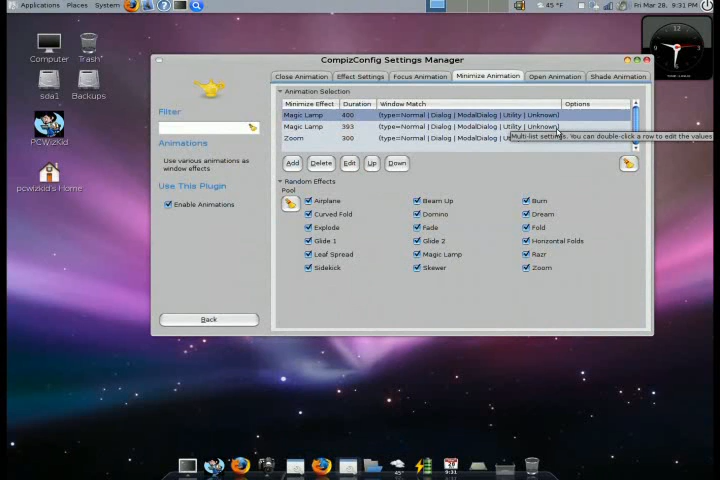 Applications Places System 45 °F Fri Mar 28, 9:31 PM
Computer
Trash
sda1
Backups
PCWizKid
pcwizkid's Home
CompizConfig Settings Manager
Close Animation Effect Settings Focus Animation Minimize Animation Open Animation Shade Animation
Filter
Animations
Use various animations as
window effects
Use This Plugin
Enable Animations
Back
Animation Selection
Minimize Effect Duration Window Match Options
Magic Lamp 400 (type=Normal | Dialog | ModalDialog | Utility | Unknown)
Magic Lamp 393 (type=Normal | Dialog | ModalDialog | Utility | Unknown)
Zoom 300 (type=Normal | Dialog | ModalDialog |
Multi-list settings. You can double-click a row to edit the values
Add Delete Edit Up Down
Random Effects
Pool
Airplane Beam Up Burn
Curved Fold Domino Dream
Explode Fade Fold
Glide 1 Glide 2 Horizontal Folds
Leaf Spread Magic Lamp Razr
Sidekick Skewer Zoom